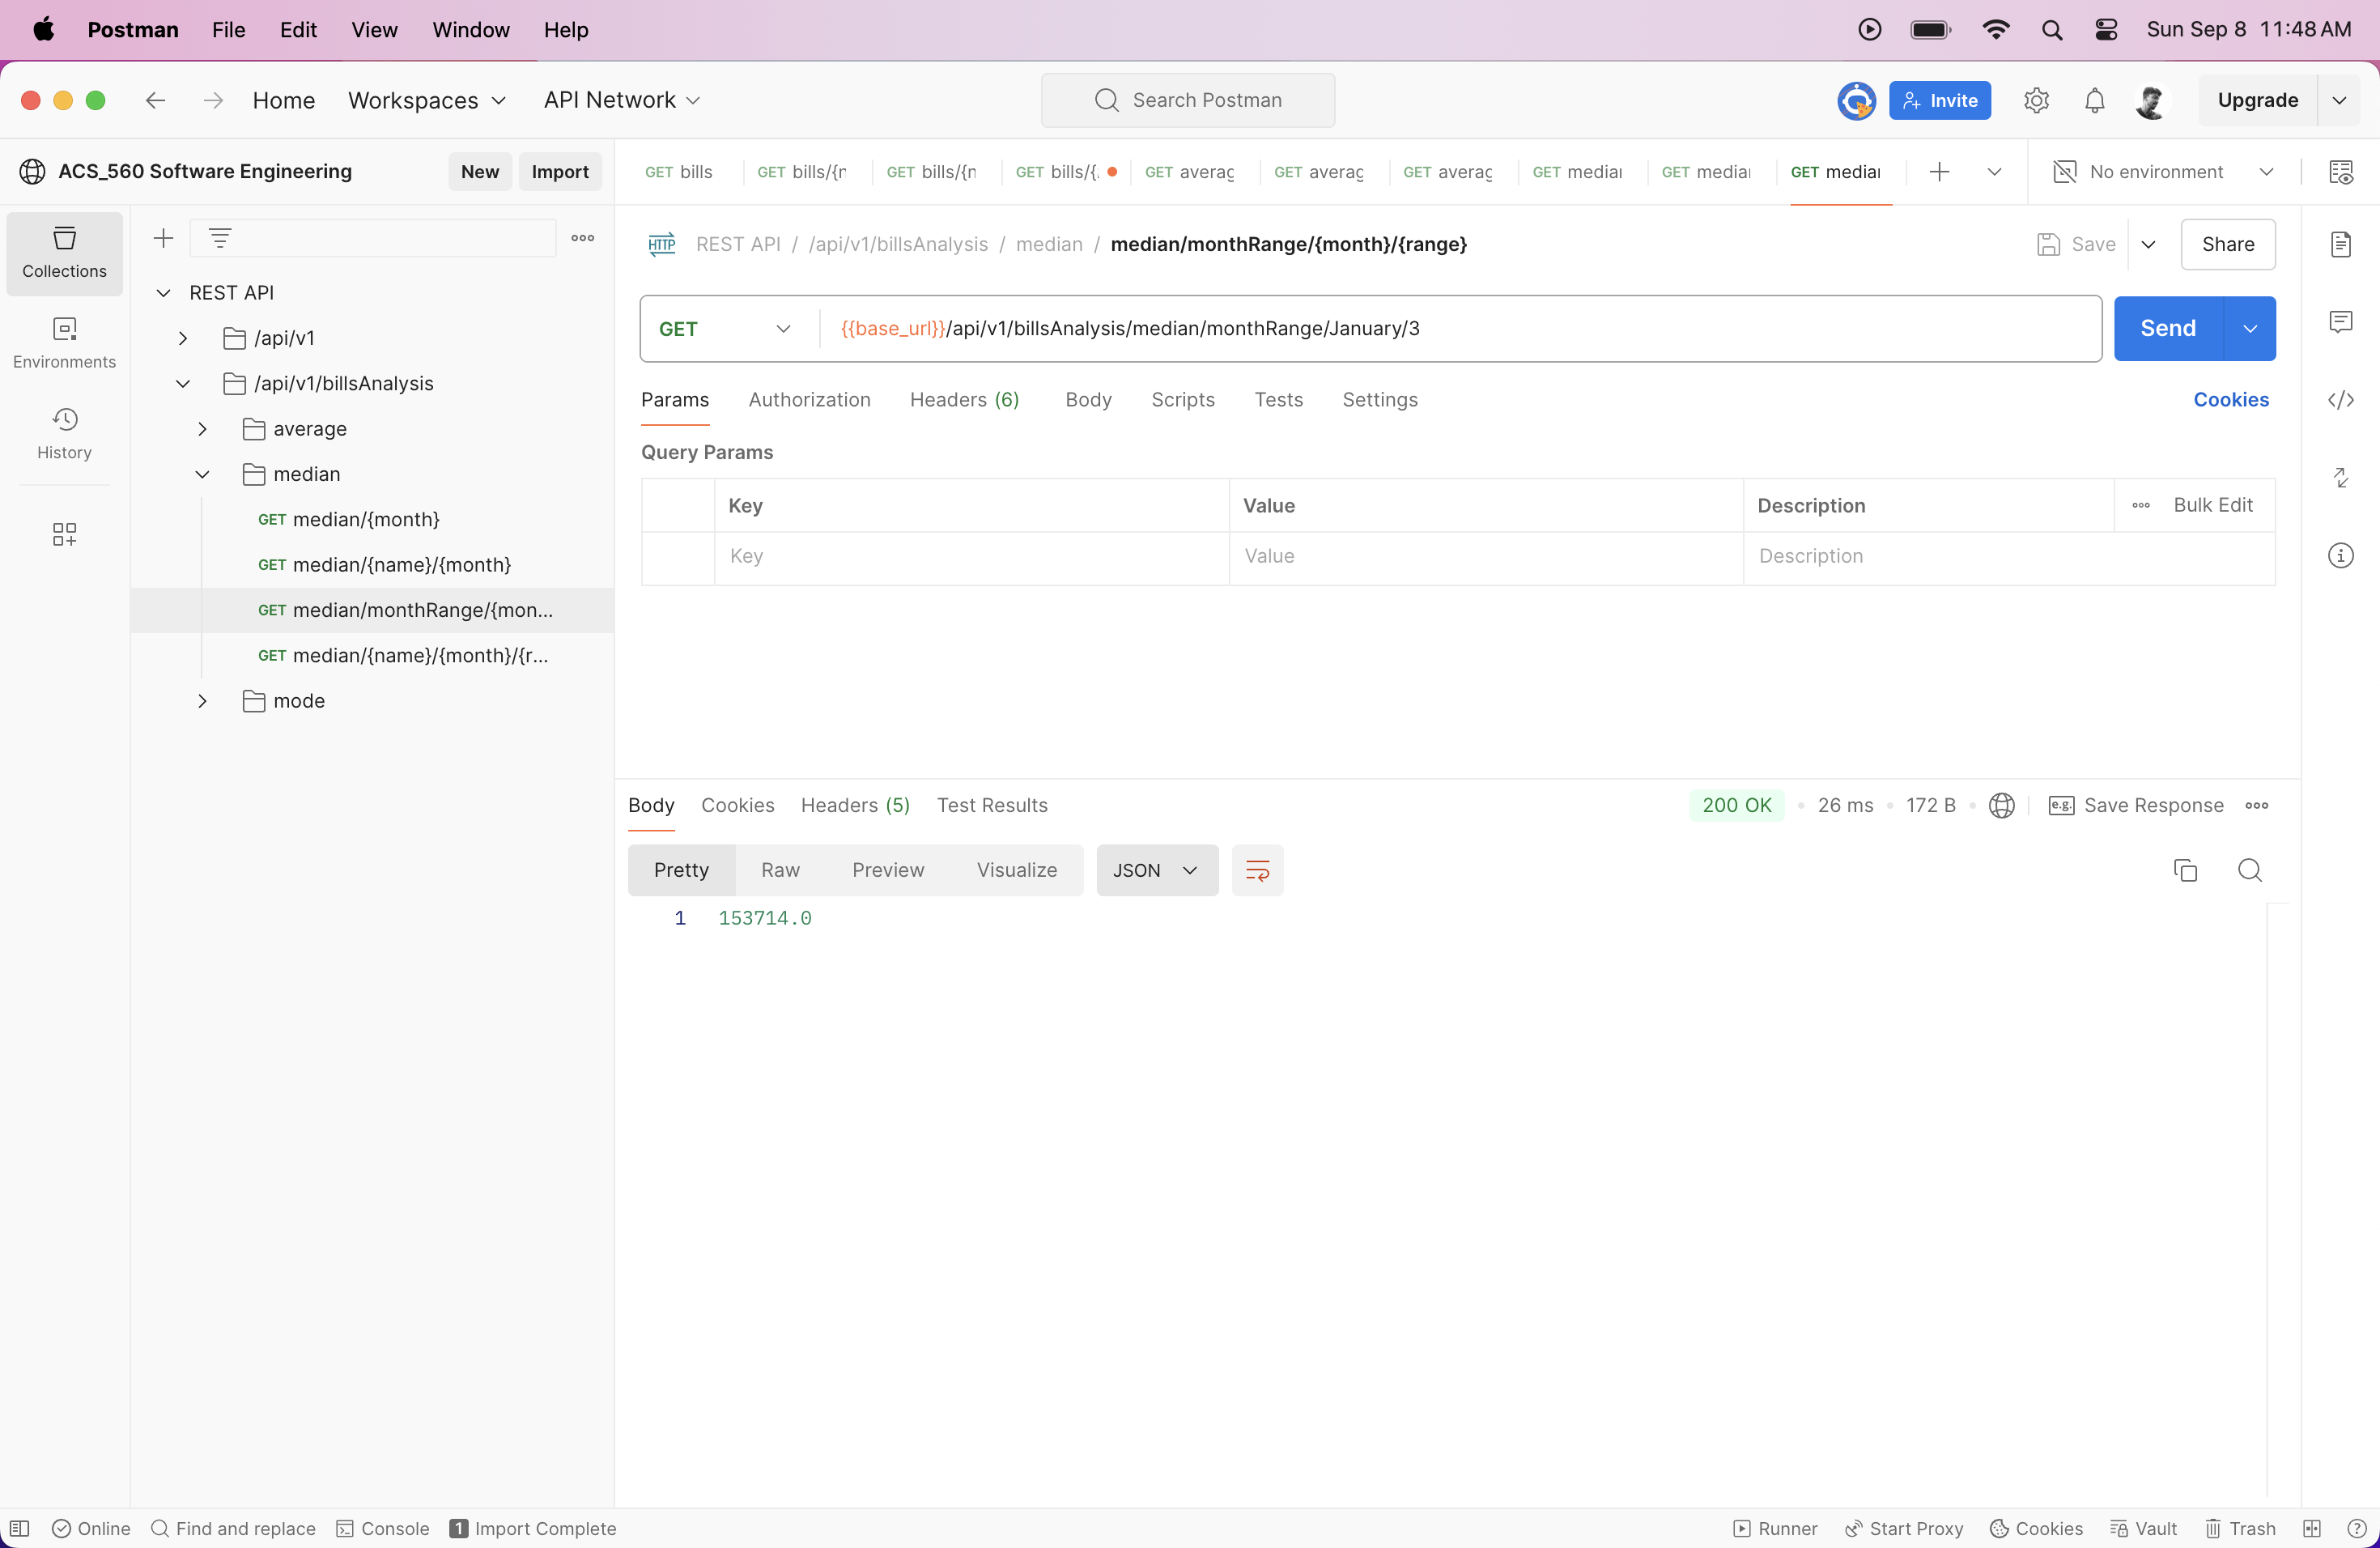 Postman File Edit View Window Help Sun Sep 8 11:48 AM
Home Workspaces API Network Search Postman Invite Upgrade
ACS_560 Software Engineering New Import
GET bills GET bills/{n GET bills/{n GET bills/{. GET averag GET averag GET averag GET median GET median GET median No environment
Collections
Environments
History
REST API
/api/v1
/api/v1/billsAnalysis
average
median
GET median/{month}
GET median/{name}/{month}
GET median/monthRange/{mon...
GET median/{name}/{month}/{r...
mode
HTTP REST API / /api/v1/billsAnalysis / median / median/monthRange/{month}/{range} Save Share
GET {{base_url}}/api/v1/billsAnalysis/median/monthRange/January/3 Send
Params Authorization Headers (6) Body Scripts Tests Settings Cookies
Query Params
Key Value Description Bulk Edit
Key Value Description
Body Cookies Headers (5) Test Results 200 OK 26 ms 172 B e.g. Save Response
Pretty Raw Preview Visualize JSON
1 153714.0
Online Find and replace Console 1 Import Complete Runner Start Proxy Cookies Vault Trash